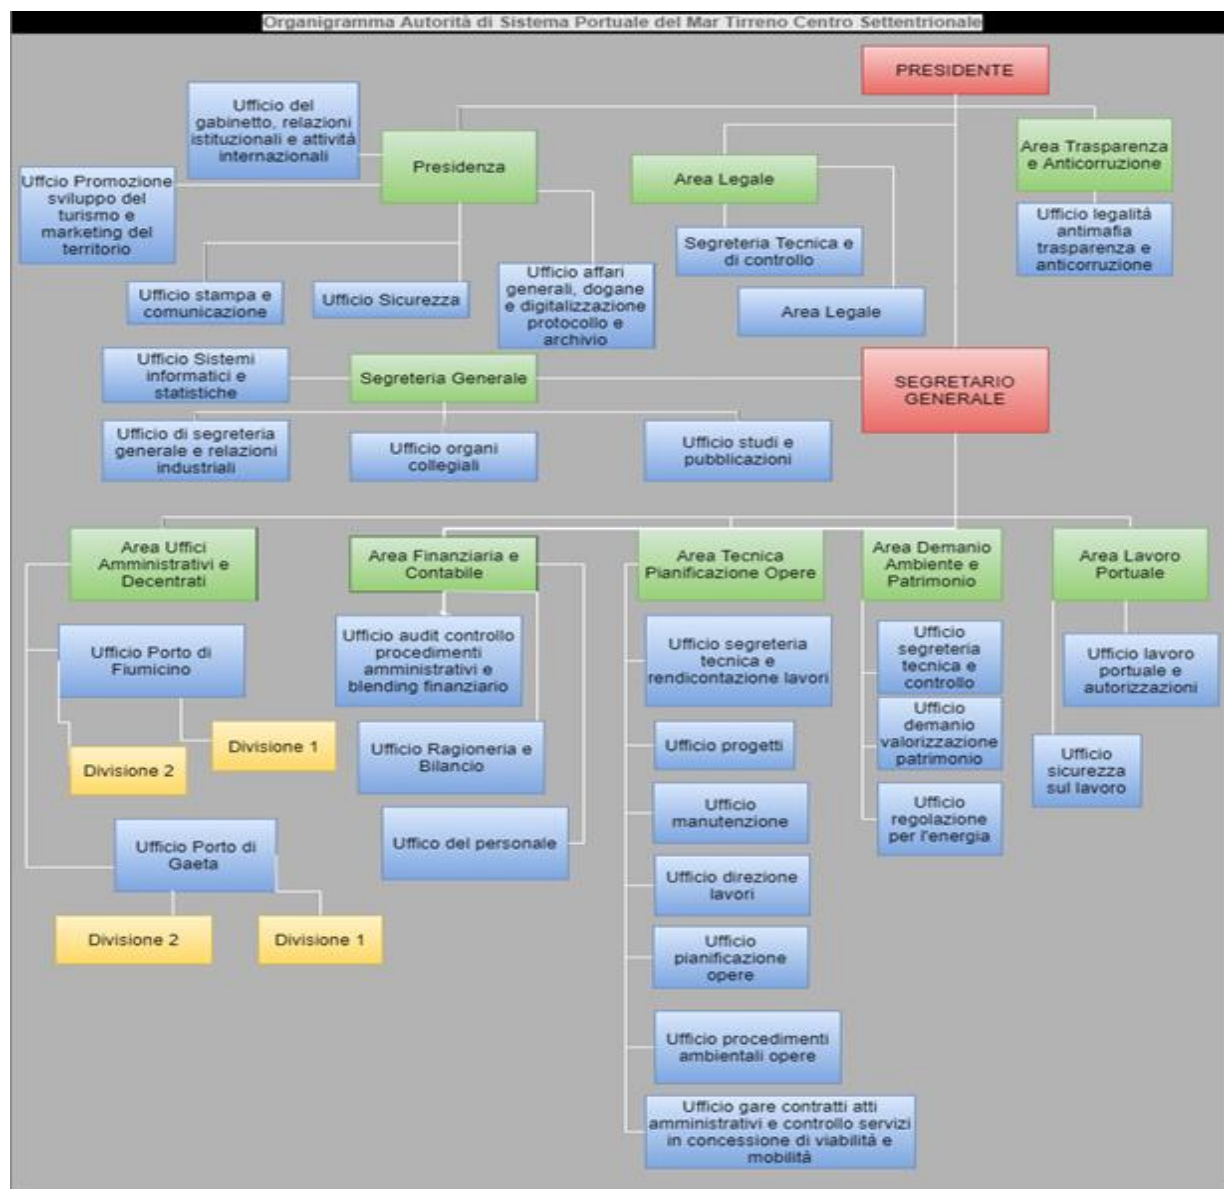 Organigramma Autorità di Sistema Portuale del Mar Tirreno Centro Settentrionale
PRESIDENTE
Ufficio del
gabinetto, relazioni
istituzionali e attività
internazionali
Presidenza
Area Legale
Area Trasparenza
e Anticorruzione
Uffcio Promozione
sviluppo del
turismo e
marketing del
territorio
Segreteria Tecnica e
di controllo
Ufficio legalità
antimafia
trasparenza e
anticorruzione
Ufficio stampa e
comunicazione
Ufficio Sicurezza
Ufficio affari
generali, dogane
e digitalizzazione
protocollo e
archivio
Area Legale
Ufficio Sistemi
informatici e
statistiche
Segreteria Generale
SEGRETARIO
GENERALE
Ufficio di segreteria
generale e relazioni
industriali
Ufficio organi
collegiali
Ufficio studi e
pubblicazioni
Area Uffici
Amministrativi e
Decentrati
Area Finanziaria e
Contabile
Area Tecnica
Pianificazione Opere
Area Demanio
Ambiente e
Patrimonio
Area Lavoro
Portuale
Ufficio Porto di
Fiumicino
Divisione 1
Divisione 2
Ufficio Porto di
Gaeta
Divisione 2
Divisione 1
Ufficio audit controllo
procedimenti
amministrativi e
blending finanziario
Ufficio Ragioneria e
Bilancio
Uffico del personale
Ufficio segreteria
tecnica e
rendicontazione lavori
Ufficio progetti
Ufficio
manutenzione
Ufficio direzione
lavori
Ufficio
pianificazione
opere
Ufficio procedimenti
ambientali opere
Ufficio gare contratti atti
amministrativi e controllo servizi
in concessione di viabilità e
mobilità
Ufficio
segreteria
tecnica e
controllo
Ufficio
demanio
valorizzazione
patrimonio
Ufficio
regolazione
per l'energia
Ufficio lavoro
portuale e
autorizzazioni
Ufficio
sicurezza
sul lavoro